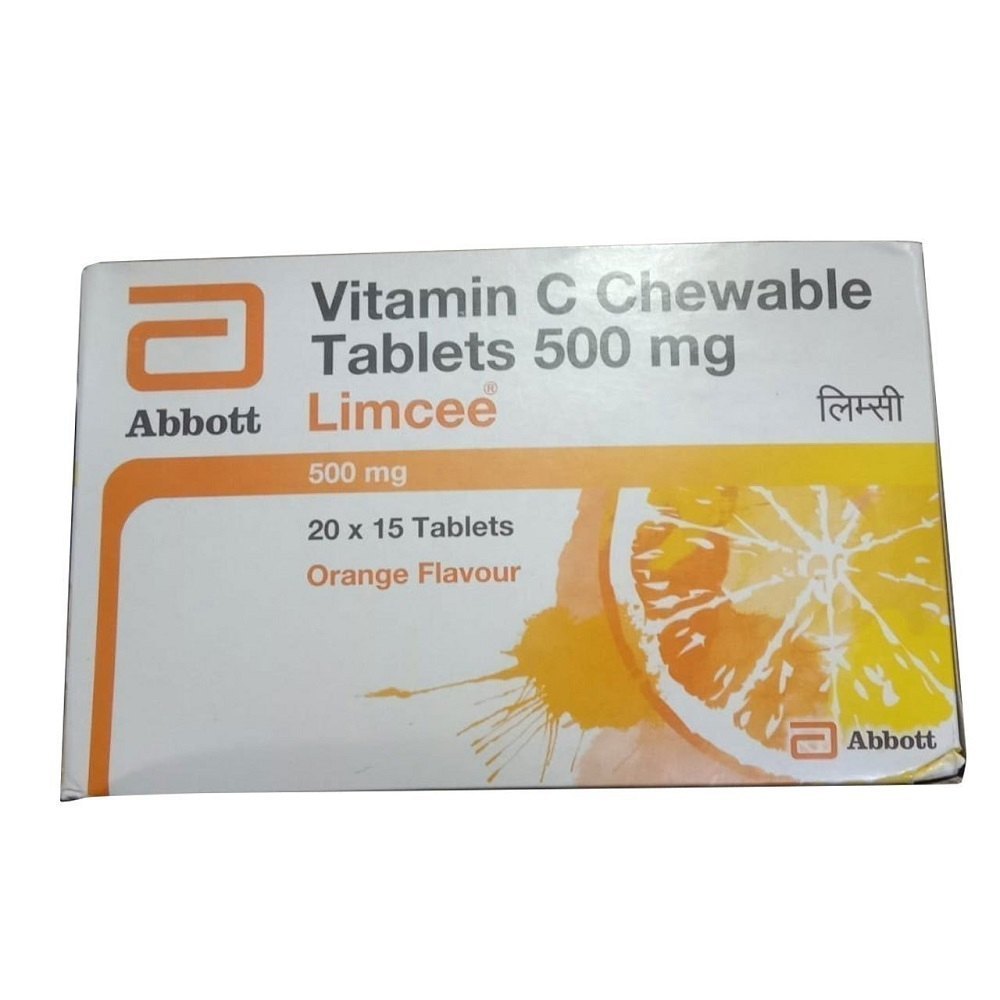 Vitamin C Chewable
Tablets 500 mg
Abbott
Limcee®
लिम्सी
500 mg
20 x 15 Tablets
Orange Flavour
Abbott